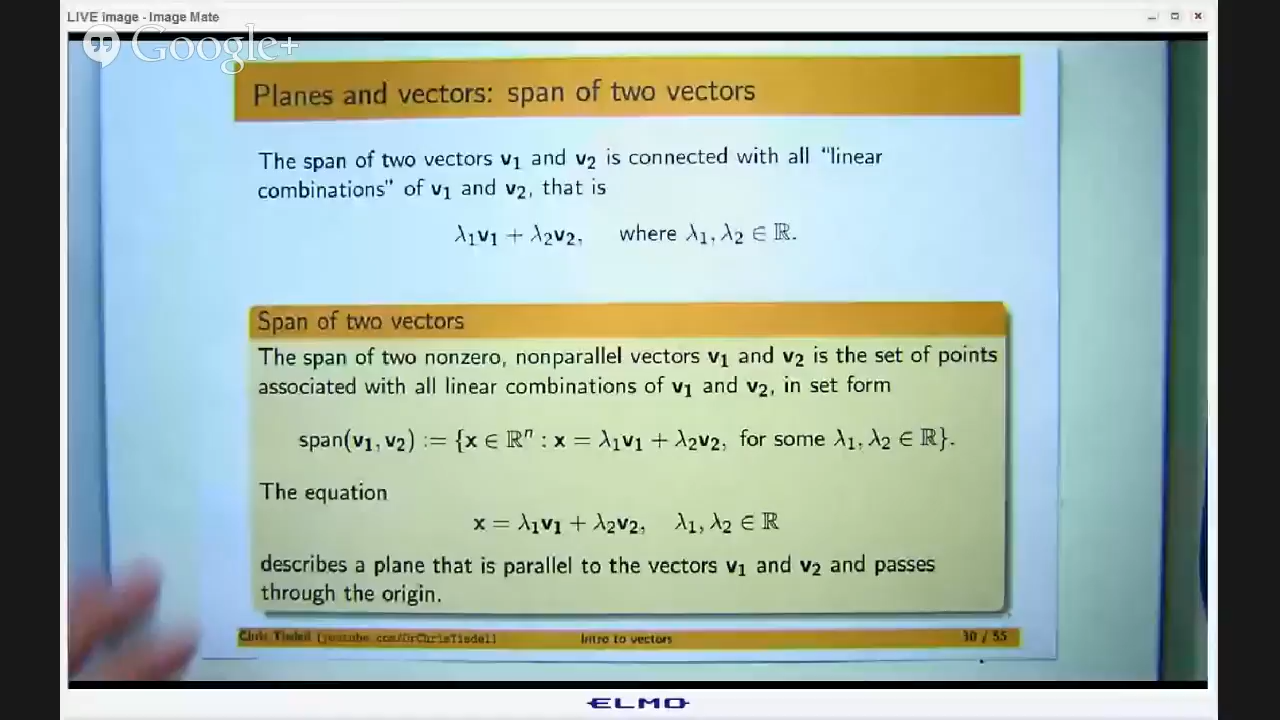 LIVE image - Image Mate
Google+
Planes and vectors: span of two vectors
The span of two vectors v₁ and v₂ is connected with all “linear
combinations” of v₁ and v₂, that is
λ₁v₁ + λ₂v₂, where λ₁, λ₂ ∈ ℝ.
Span of two vectors
The span of two nonzero, nonparallel vectors v₁ and v₂ is the set of points
associated with all linear combinations of v₁ and v₂, in set form
span(v₁, v₂) := {x ∈ ℝⁿ : x = λ₁v₁ + λ₂v₂, for some λ₁, λ₂ ∈ ℝ}.
The equation
x = λ₁v₁ + λ₂v₂, λ₁, λ₂ ∈ ℝ
describes a plane that is parallel to the vectors v₁ and v₂ and passes
through the origin.
Chris Tisdell (youtube.com/DrChrisTisdell) Intro to vectors 30 / 55
ELMO